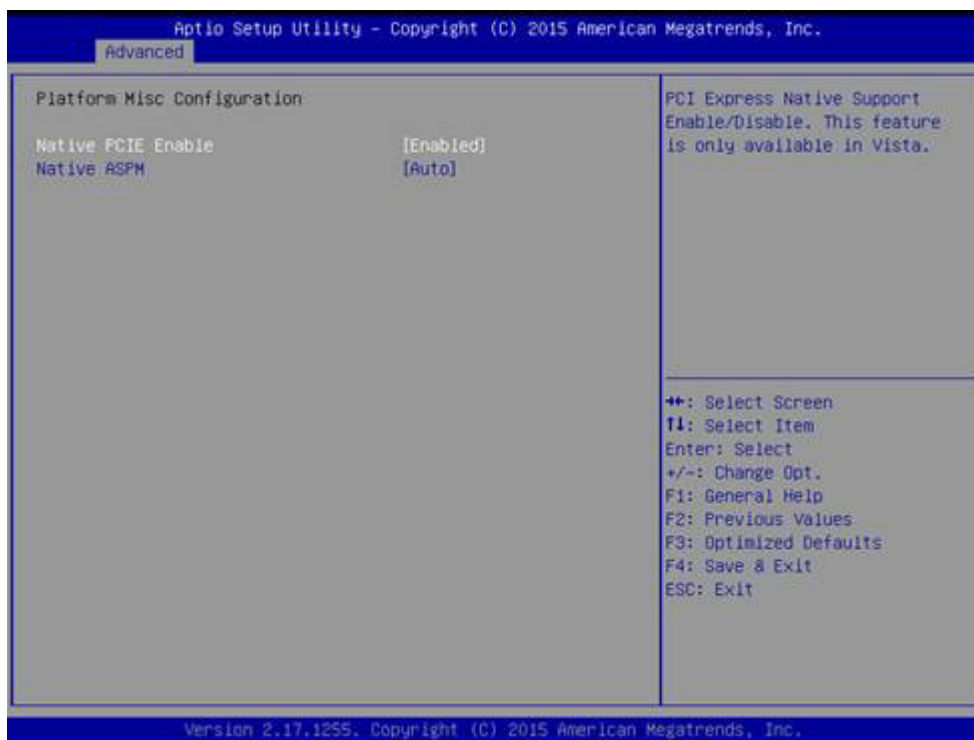 Aptio Setup Utility – Copyright (C) 2015 American Megatrends, Inc.
Advanced
Platform Misc Configuration
Native PCIE Enable [Enabled]
Native ASPM [Auto]
PCI Express Native Support
Enable/Disable. This feature
is only available in Vista.
→←: Select Screen
↑↓: Select Item
Enter: Select
+/-: Change Opt.
F1: General Help
F2: Previous Values
F3: Optimized Defaults
F4: Save & Exit
ESC: Exit
Version 2.17.1255. Copyright (C) 2015 American Megatrends, Inc.